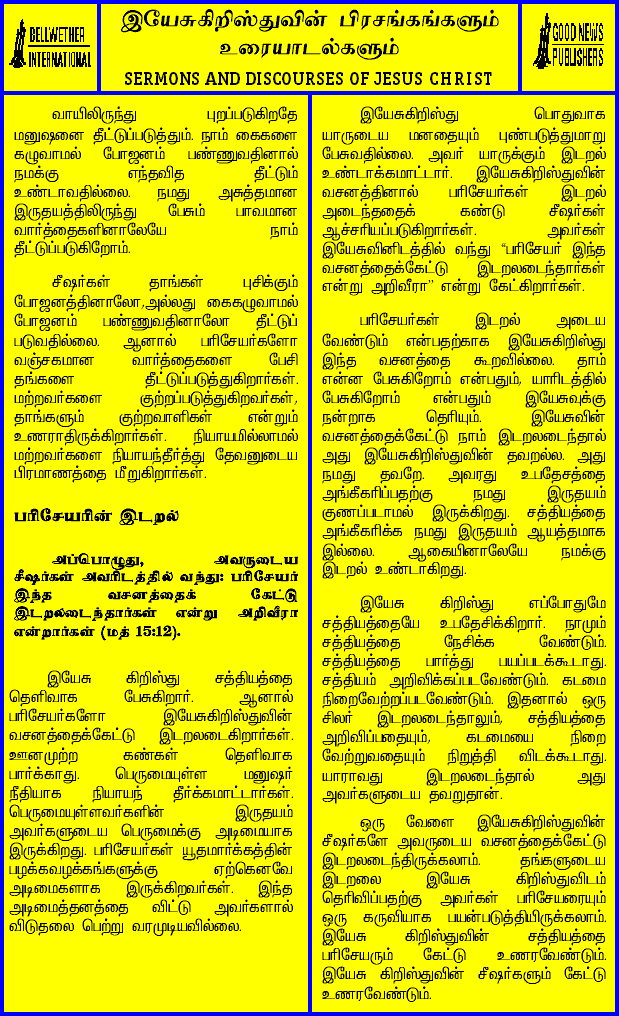 BELLWETHER
INTERNATIONAL
இயேசுகிறிஸ்துவின் பிரசங்கங்களும்
உரையாடல்களும்
SERMONS AND DISCOURSES OF JESUS CHRIST
GOOD NEWS
PUBLISHERS
வாயிலிருந்து புறப்படுகிறதே
மனுஷனை தீட்டுப்படுத்தும். நாம் கைகளை
கழுவாமல் போஜனம் பண்ணுவதினால்
நமக்கு எந்தவித தீட்டும்
உண்டாவதில்லை. நமது அசுத்தமான
இருதயத்திலிருந்து பேசும் பாவமான
வார்த்தைகளினாலேயே நாம்
தீட்டுப்படுகிறோம்.
சீஷர்கள் தாங்கள் புசிக்கும்
போஜனத்தினாலோ,அல்லது கைகழுவாமல்
போஜனம் பண்ணுவதினாலோ தீட்டுப்
படுவதில்லை. ஆனால் பரிசேயர்களோ
வஞ்சகமான வார்த்தைகளை பேசி
தங்களை தீட்டுப்படுத்துகிறார்கள்.
மற்றவர்களை குற்றப்படுத்துகிறவர்கள்,
தாங்களும் குற்றவாளிகள் என்றும்
உணராதிருக்கிறார்கள். நியாயமில்லாமல்
மற்றவர்களை நியாயந்தீர்த்து தேவனுடைய
பிரமாணத்தை மீறுகிறார்கள்.
பரிசேயரின் இடறல்
அப்பொழுது, அவருடைய
சீஷர்கள் அவரிடத்தில் வந்து: பரிசேயர்
இந்த வசனத்தைக் கேட்டு
இடறலடைந்தார்கள் என்று அறிவீரா
என்றார்கள் (மத் 15:12).
இயேசு கிறிஸ்து சத்தியத்தை
தெளிவாக பேசுகிறார். ஆனால்
பரிசேயர்களோ இயேசுகிறிஸ்துவின்
வசனத்தைக்கேட்டு இடறலடைகிறார்கள்.
ஊனமுற்ற கண்கள் தெளிவாக
பார்க்காது. பெருமையுள்ள மனுஷர்
நீதியாக நியாயந் தீர்க்கமாட்டார்கள்.
பெருமையுள்ளவர்களின் இருதயம்
அவர்களுடைய பெருமைக்கு அடிமையாக
இருக்கிறது. பரிசேயர்கள் யூதமார்க்கத்தின்
பழக்கவழக்கங்களுக்கு ஏற்கெனவே
அடிமைகளாக இருக்கிறவர்கள். இந்த
அடிமைத்தனத்தை விட்டு அவர்களால்
விடுதலை பெற்று வரமுடியவில்லை.
இயேசுகிறிஸ்து பொதுவாக
யாருடைய மனதையும் புண்படுத்துமாறு
பேசுவதில்லை. அவர் யாருக்கும் இடறல்
உண்டாக்கமாட்டார். இயேசுகிறிஸ்துவின்
வசனத்தினால் பரிசேயர்கள் இடறல்
அடைந்ததைக் கண்டு சீஷர்கள்
ஆச்சரியப்படுகிறார்கள். அவர்கள்
இயேசுவினிடத்தில் வந்து “பரிசேயர் இந்த
வசனத்தைக்கேட்டு இடறலடைந்தார்கள்
என்று அறிவீரா” என்று கேட்கிறார்கள்.
பரிசேயர்கள் இடறல் அடைய
வேண்டும் என்பதற்காக இயேசுகிறிஸ்து
இந்த வசனத்தை கூறவில்லை. தாம்
என்ன பேசுகிறோம் என்பதும், யாரிடத்தில்
பேசுகிறோம் என்பதும் இயேசுவுக்கு
நன்றாக தெரியும். இயேசுவின்
வசனத்தைக்கேட்டு நாம் இடறலடைந்தால்
அது இயேசுகிறிஸ்துவின் தவறல்ல. அது
நமது தவறே. அவரது உபதேசத்தை
அங்கீகரிப்பதற்கு நமது இருதயம்
குணப்படாமல் இருக்கிறது. சத்தியத்தை
அங்கீகரிக்க நமது இருதயம் ஆயத்தமாக
இல்லை. ஆகையினாலேயே நமக்கு
இடறல் உண்டாகிறது.
இயேசு கிறிஸ்து எப்போதுமே
சத்தியத்தையே உபதேசிக்கிறார். நாமும்
சத்தியத்தை நேசிக்க வேண்டும்.
சத்தியத்தை பார்த்து பயப்படக்கூடாது.
சத்தியம் அறிவிக்கப்படவேண்டும். கடமை
நிறைவேற்றப்படவேண்டும். இதனால் ஒரு
சிலர் இடறலடைந்தாலும், சத்தியத்தை
அறிவிப்பதையும், கடமையை நிறை
வேற்றுவதையும் நிறுத்தி விடக்கூடாது.
யாராவது இடறலடைந்தால் அது
அவர்களுடைய தவறுதான்.
ஒரு வேளை இயேசுகிறிஸ்துவின்
சீஷர்களே அவருடைய வசனத்தைக்கேட்டு
இடறலடைந்திருக்கலாம். தங்களுடைய
இடறலை இயேசு கிறிஸ்துவிடம்
தெரிவிப்பதற்கு அவர்கள் பரிசேயரையும்
ஒரு கருவியாக பயன்படுத்தியிருக்கலாம்.
இயேசு கிறிஸ்துவின் சத்தியத்தை
பரிசேயரும் கேட்டு உணரவேண்டும்.
இயேசு கிறிஸ்துவின் சீஷர்களும் கேட்டு
உணரவேண்டும்.